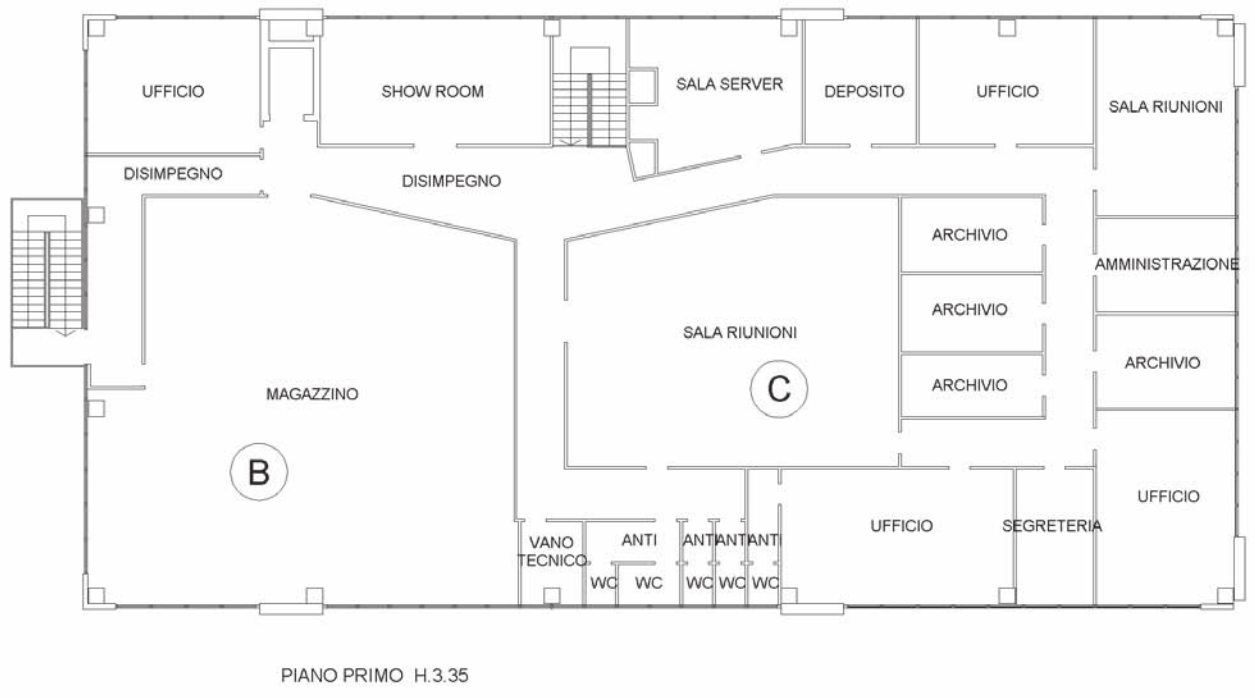 UFFICIO
SHOW ROOM
SALA SERVER
DEPOSITO
UFFICIO
SALA RIUNIONI
DISIMPEGNO
DISIMPEGNO
ARCHIVIO
AMMINISTRAZIONE
ARCHIVIO
SALA RIUNIONI
ARCHIVIO
ARCHIVIO
MAGAZZINO
C
B
UFFICIO
UFFICIO
SEGRETERIA
VANO
TECNICO
ANTI
ANTI
ANTI
ANTI
WC
WC
WC
WC
WC
PIANO PRIMO H.3.35